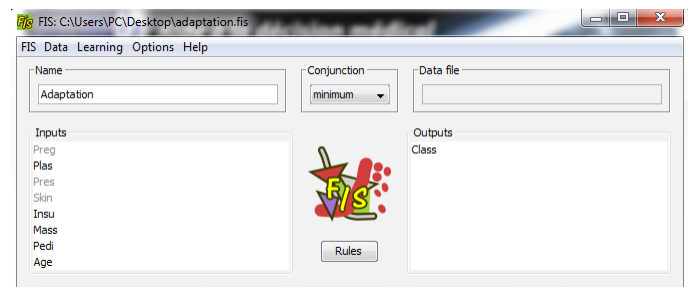 FIS: C:\Users\PC\Desktop\adaptation.fis
FIS Data Learning Options Help
Name
Adaptation
Conjunction
minimum
Data file
Inputs
Preg
Plas
Pres
Skin
Insu
Mass
Pedi
Age
FIS
Rules
Outputs
Class